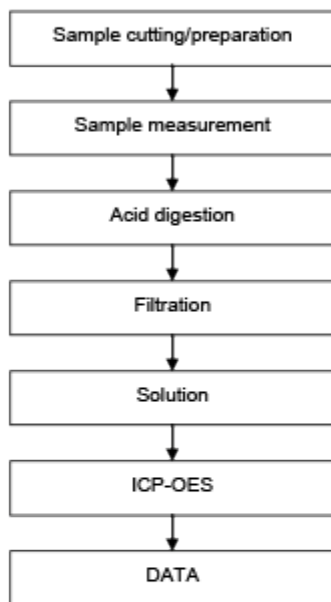 Sample cutting/preparation
Sample measurement
Acid digestion
Filtration
Solution
ICP-OES
DATA